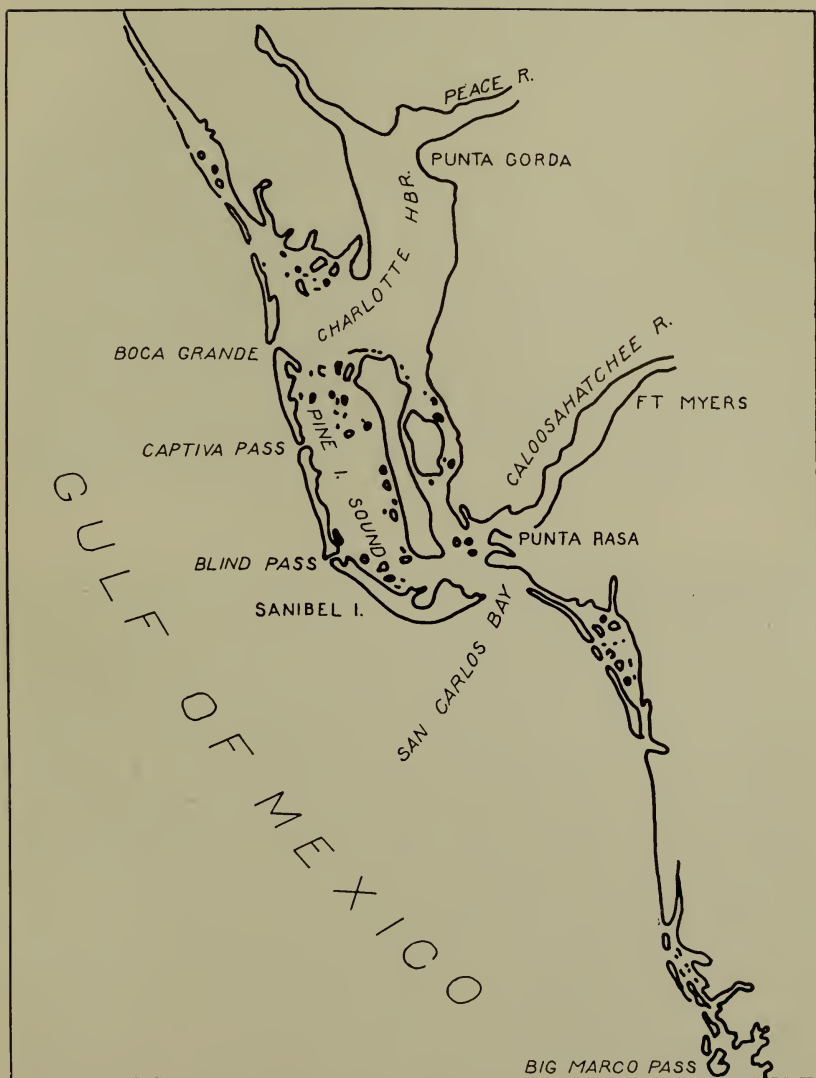 PEACE R.
PUNTA GORDA
CHARLOTTE HBR.
BOCA GRANDE
CALOOSAHATCHEE R.
FT MYERS
PINE I. SOUND
CAPTIVA PASS
BLIND PASS
PUNTA RASA
SANIBEL I.
SAN CARLOS BAY
GULF OF MEXICO
BIG MARCO PASS